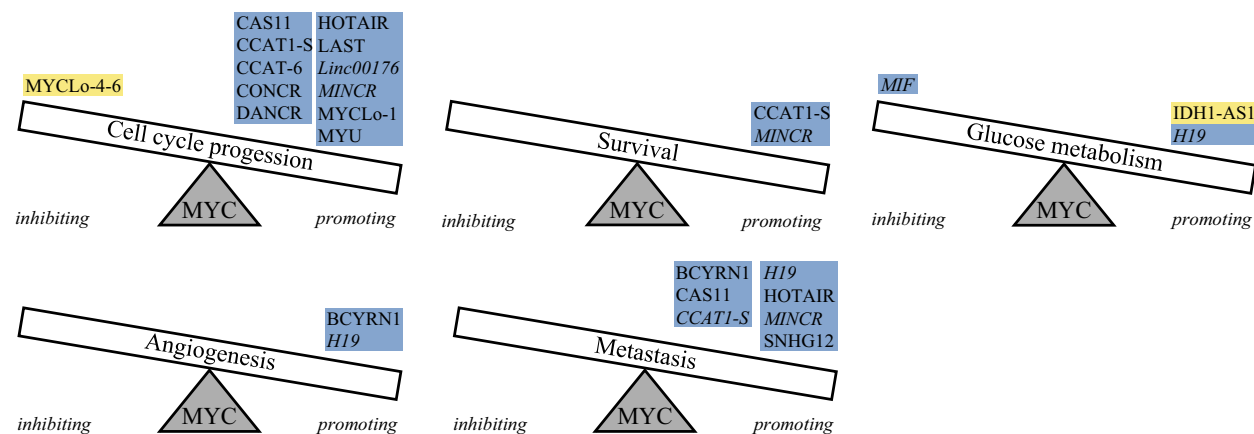 CAS11 HOTAIR
CCAT1-S LAST
CCAT-6 Linc00176
CONCR MINCR
DANCR MYCLo-1
MYU
MYCLo-4-6
Cell cycle progession
MYC
inhibiting
promoting
CCAT1-S
MINCR
Survival
MYC
inhibiting
promoting
MIF
IDH1-AS1
H19
Glucose metabolism
MYC
inhibiting
promoting
BCYRN1
H19
Angiogenesis
MYC
inhibiting
promoting
BCYRN1 H19
CAS11 HOTAIR
CCAT1-S MINCR
SNHG12
Metastasis
MYC
inhibiting
promoting